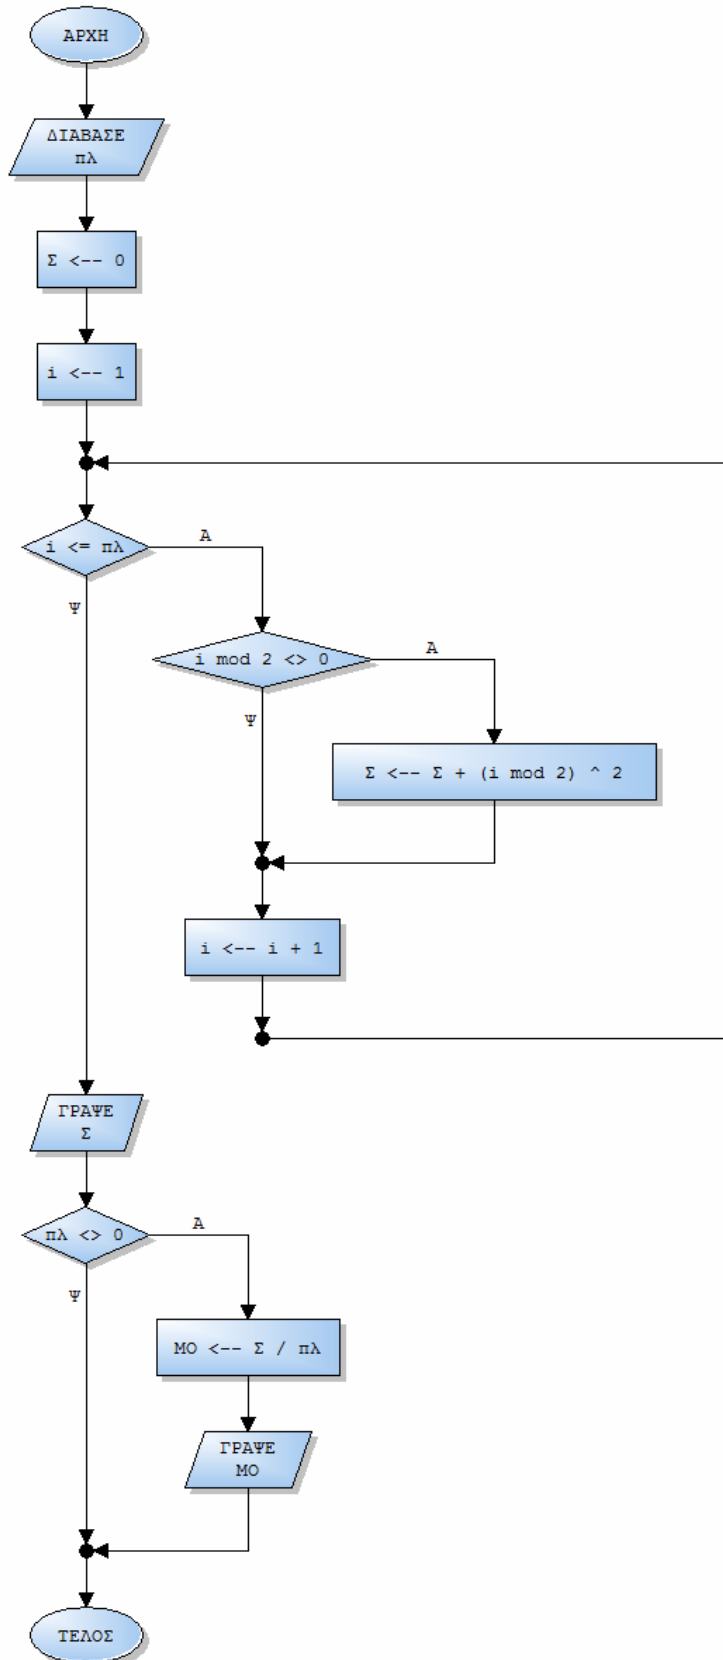 ΑΡΧΗ
ΔΙΑΒΑΣΕ
πλ
Σ <-- 0
i <-- 1
i <= πλ
Α
Ψ
i mod 2 <> 0
Α
Ψ
Σ <-- Σ + (i mod 2) ^ 2
i <-- i + 1
ΓΡΑΨΕ
Σ
πλ <> 0
Α
Ψ
ΜΟ <-- Σ / πλ
ΓΡΑΨΕ
ΜΟ
ΤΕΛΟΣ